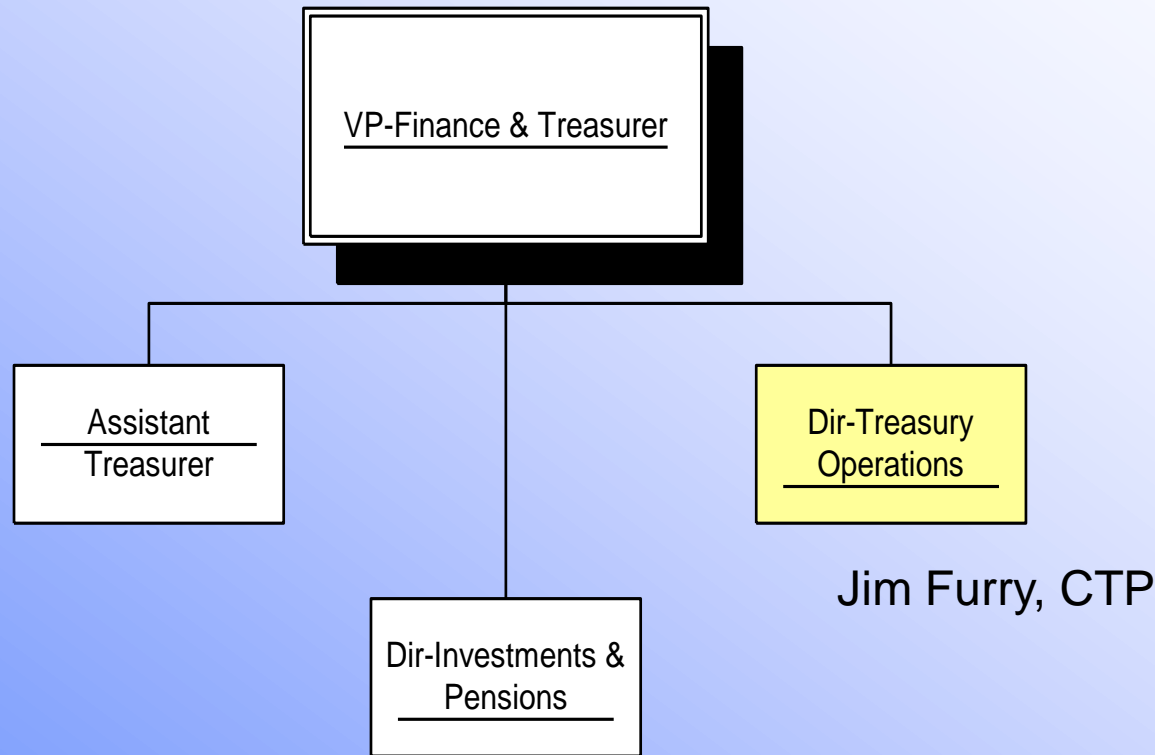 VP-Finance & Treasurer
Assistant
Treasurer
Dir-Treasury
Operations
Jim Furry, CTP
Dir-Investments &
Pensions